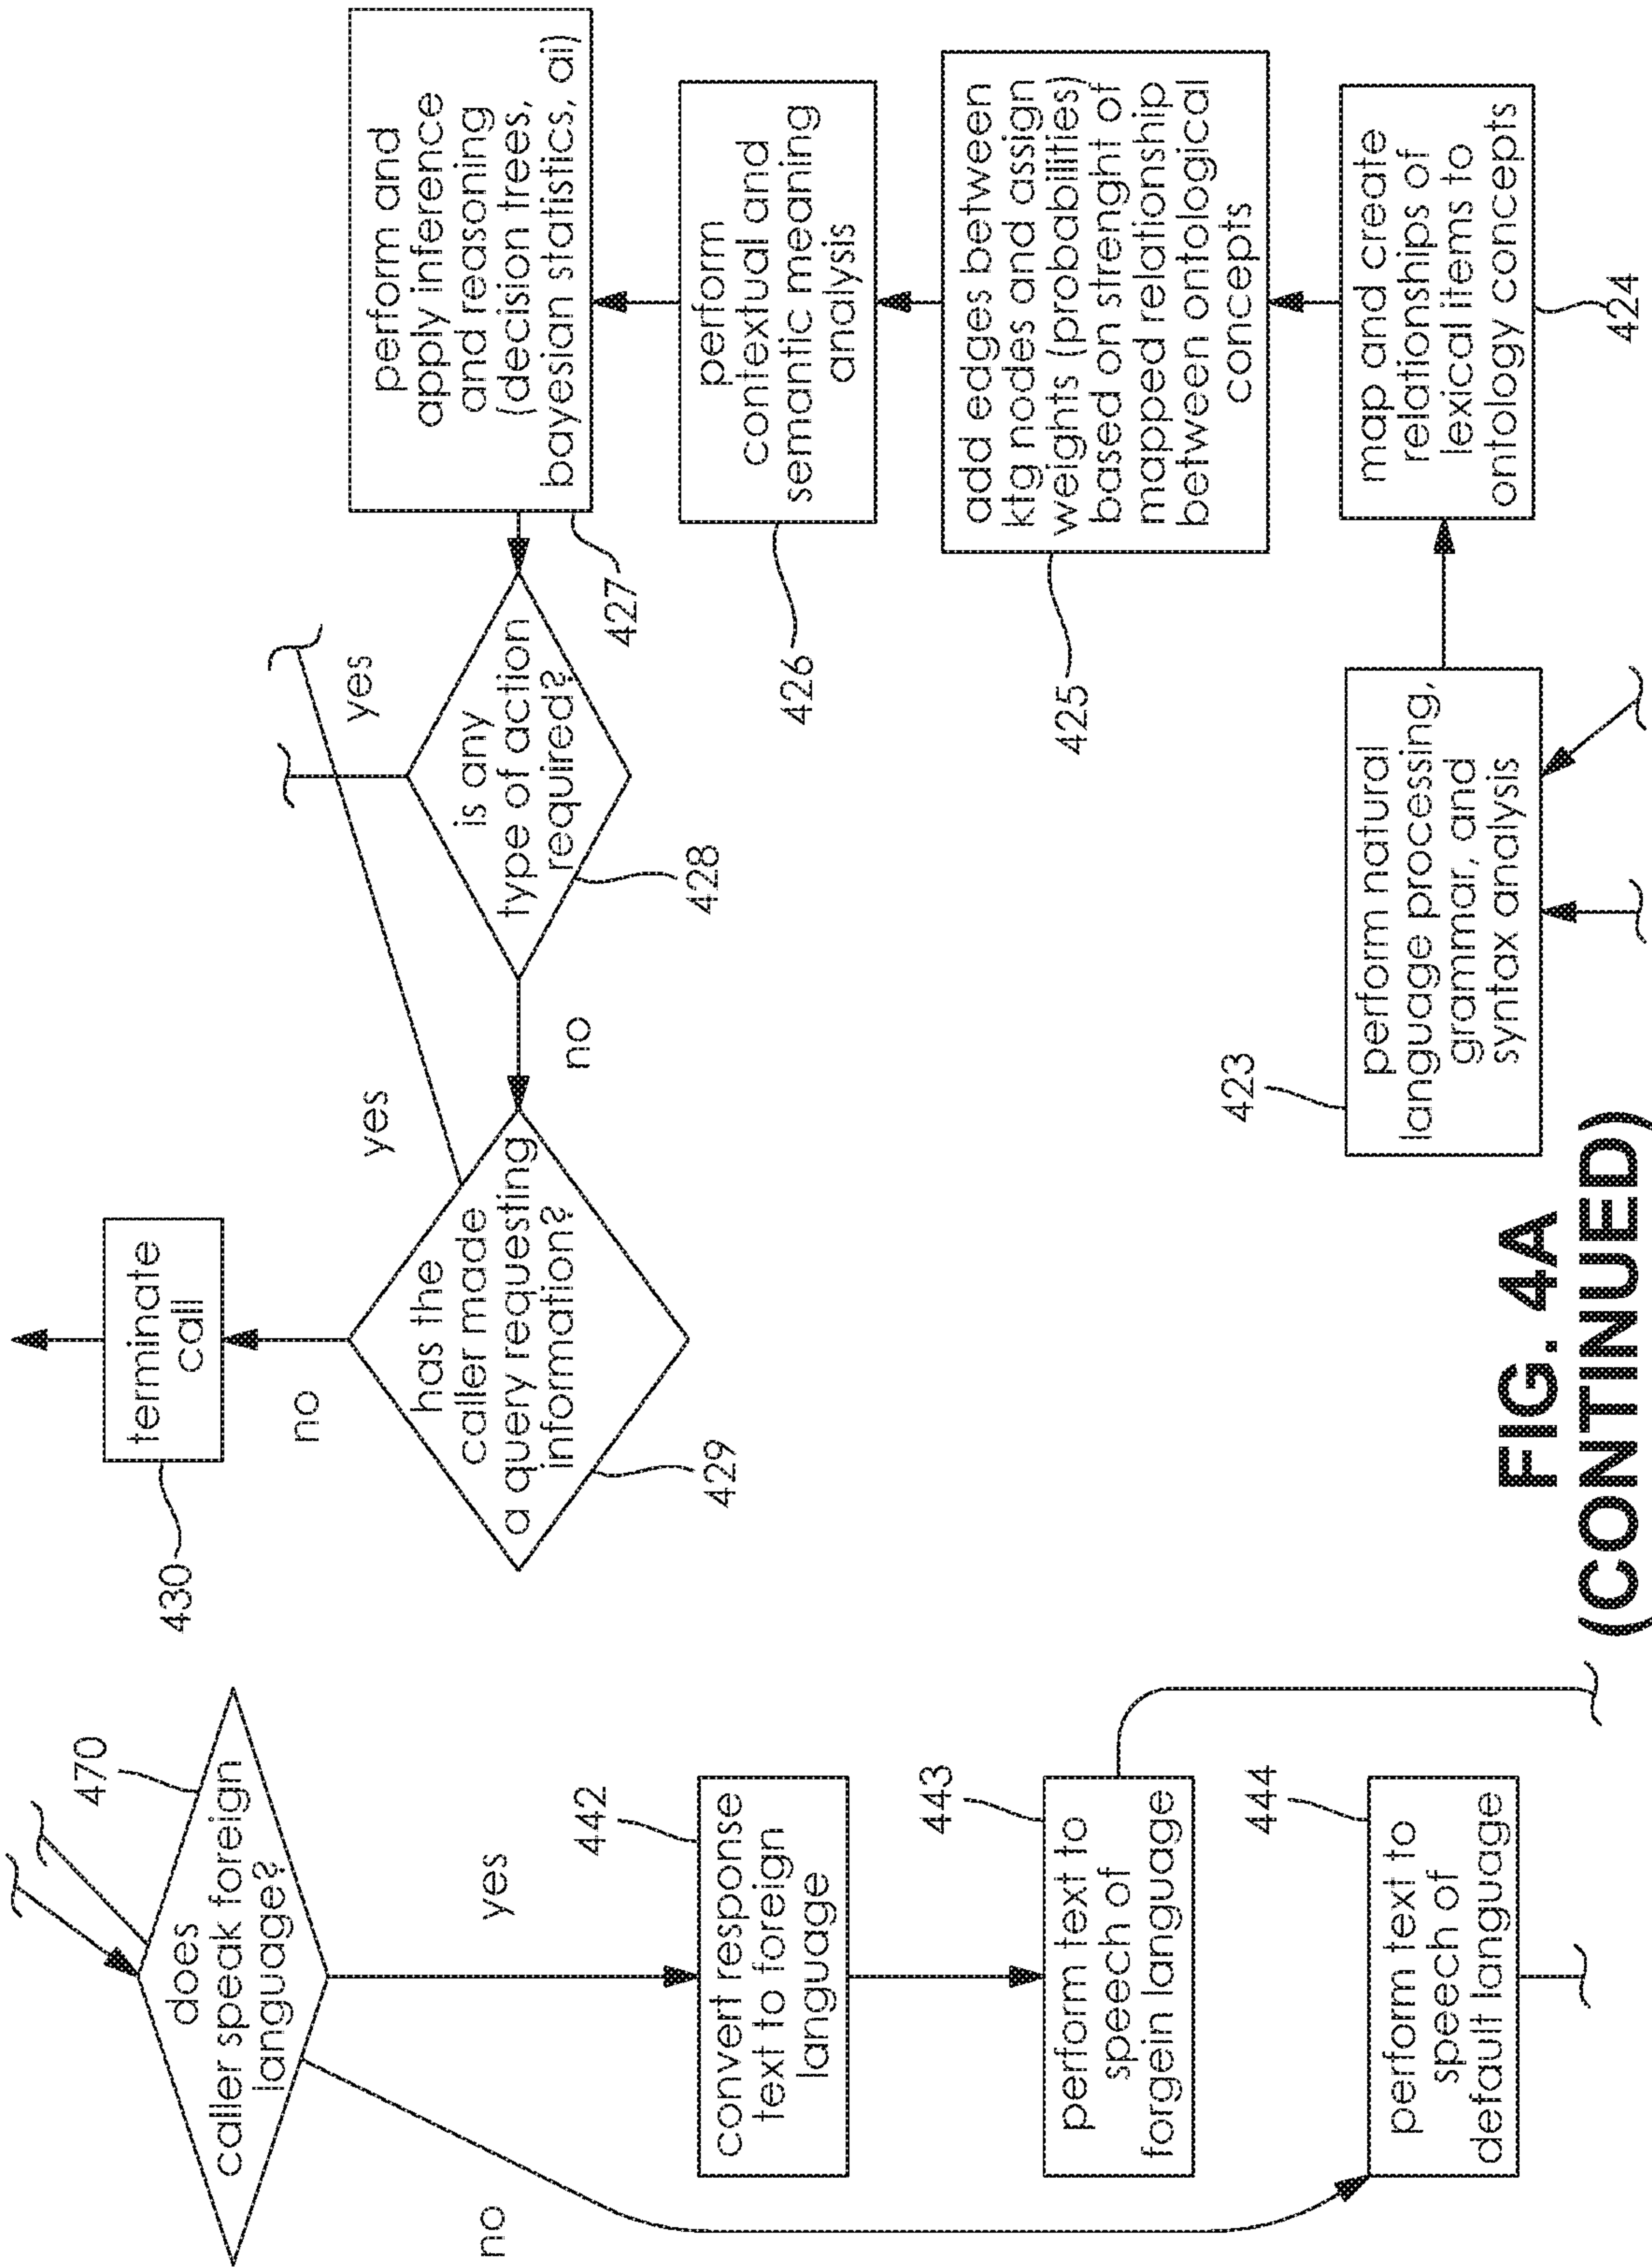 does
caller speak foreign
language?
470
yes
no
convert response
text to foreign
language
442
perform text to
speech of
forgein language
443
perform text to
speech of
default language
444
terminate
call
430
no
has the
caller made
a query requesting
information?
429
yes
no
is any
type of action
required?
428
yes
perform and
apply inference
and reasoning
(decision trees,
bayesian statistics, ai)
427
perform
contextual and
semantic meaning
analysis
426
add edges between
ktg nodes and assign
weights (probabilities)
based on strenght of
mapped relationship
between ontological
concepts
425
map and create
relationships of
lexical items to
ontology concepts
424
perform natural
language processing,
grammar, and
syntax analysis
423
FIG. 4A
(CONTINUED)